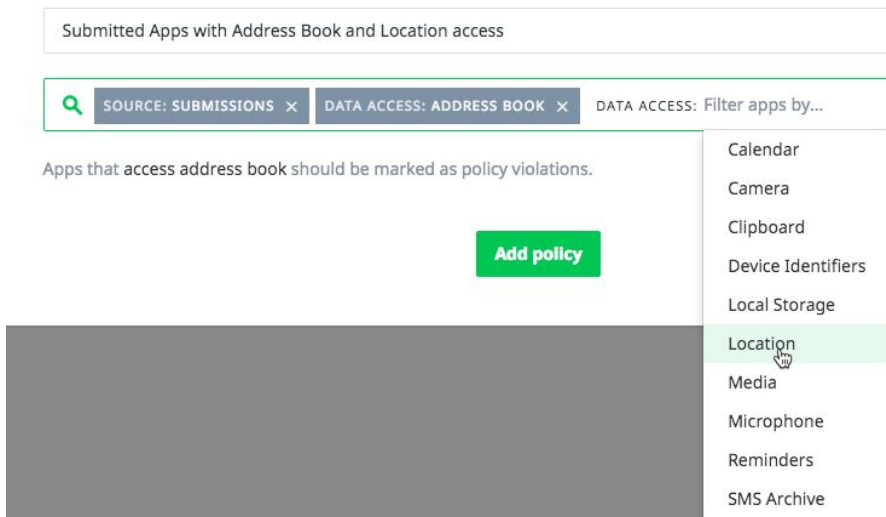 Submitted Apps with Address Book and Location access
SOURCE: SUBMISSIONS × DATA ACCESS: ADDRESS BOOK × DATA ACCESS: Filter apps by...
Apps that access address book should be marked as policy violations.
Add policy
Calendar
Camera
Clipboard
Device Identifiers
Local Storage
Location
Media
Microphone
Reminders
SMS Archive